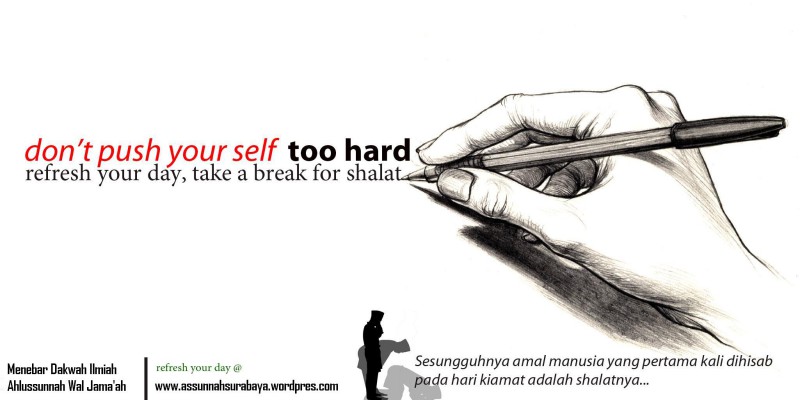 don't push your self too hard
refresh your day, take a break for shalat
Menebar Dakwah Ilmiah
Ahlussunnah Wal Jama'ah
refresh your day @
www.assunnahsurabaya.wordpres.com
Sesungguhnya amal manusia yang pertama kali dihisab
pada hari kiamat adalah shalatnya...